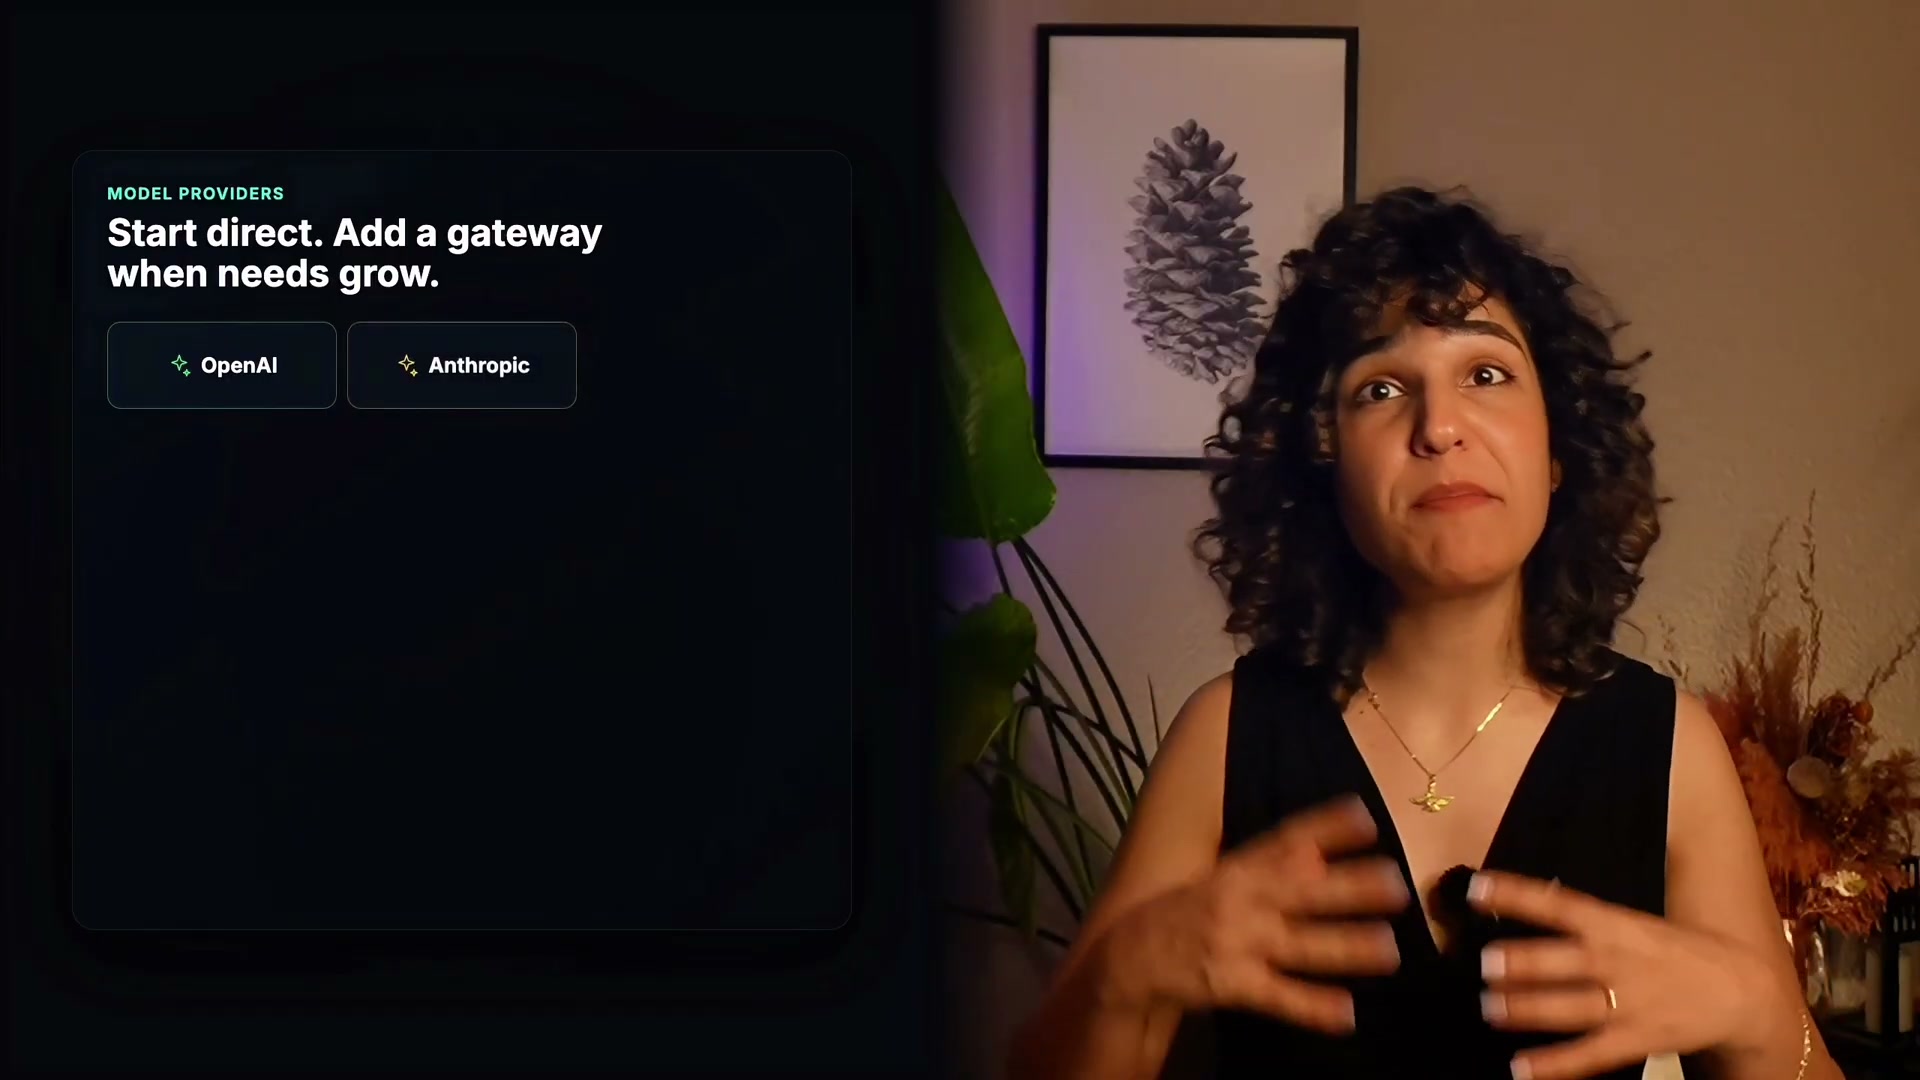 MODEL PROVIDERS
Start direct. Add a gateway
when needs grow.
OpenAI
Anthropic